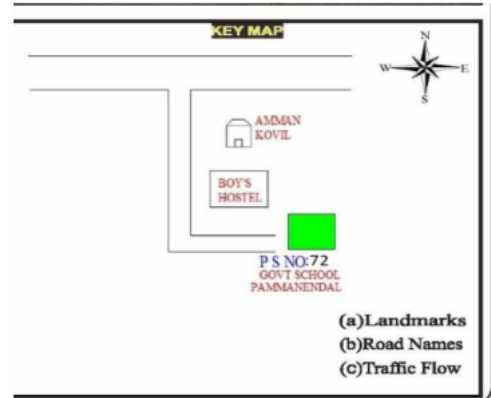 KEY MAP
N
W E
S
AMMAN
KOVIL
BOY'S
HOSTEL
P S NO:72
GOVT SCHOOL
PAMMANENDAL
(a)Landmarks
(b)Road Names
(c)Traffic Flow